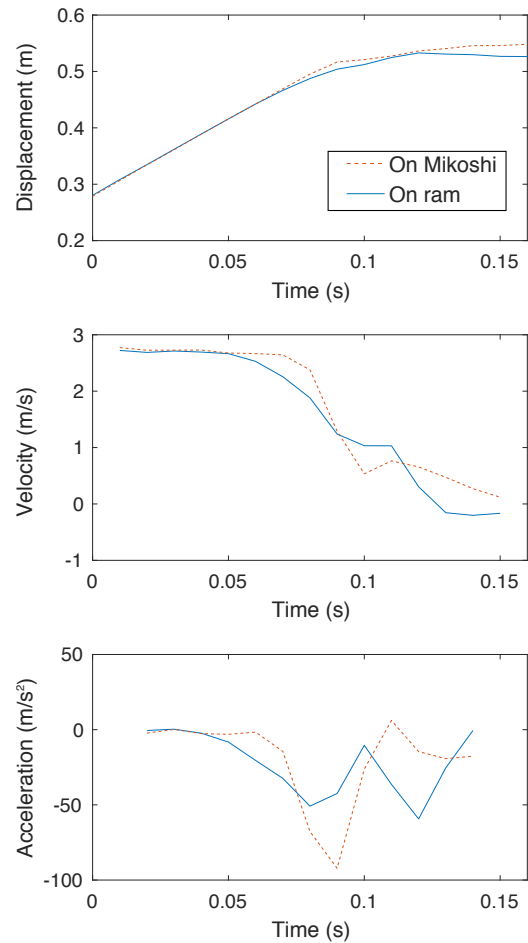 Displacement (m)
0.6
0.5
0.4
0.3
0.2
On Mikoshi
On ram
0 0.05 0.1 0.15
Time (s)
Velocity (m/s)
3
2
1
0
-1
0 0.05 0.1 0.15
Time (s)
Acceleration (m/s²)
50
0
-50
-100
0 0.05 0.1 0.15
Time (s)